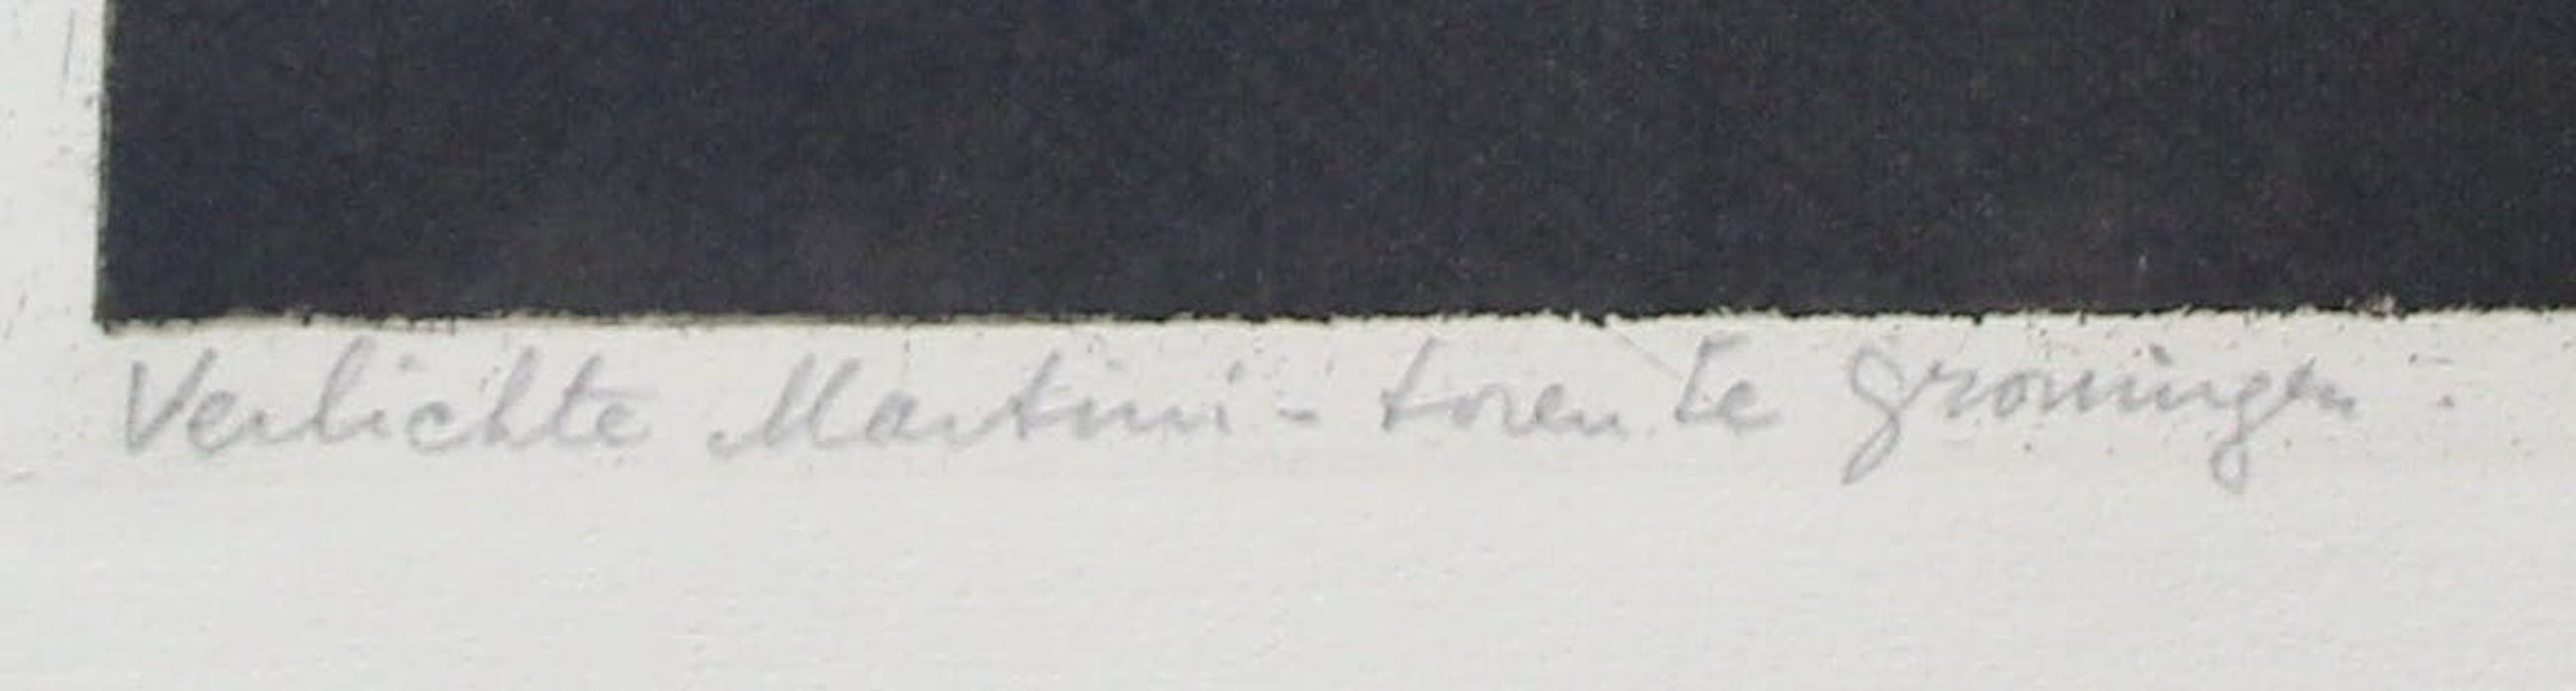 Verlichte Martini-toren te Groningen.